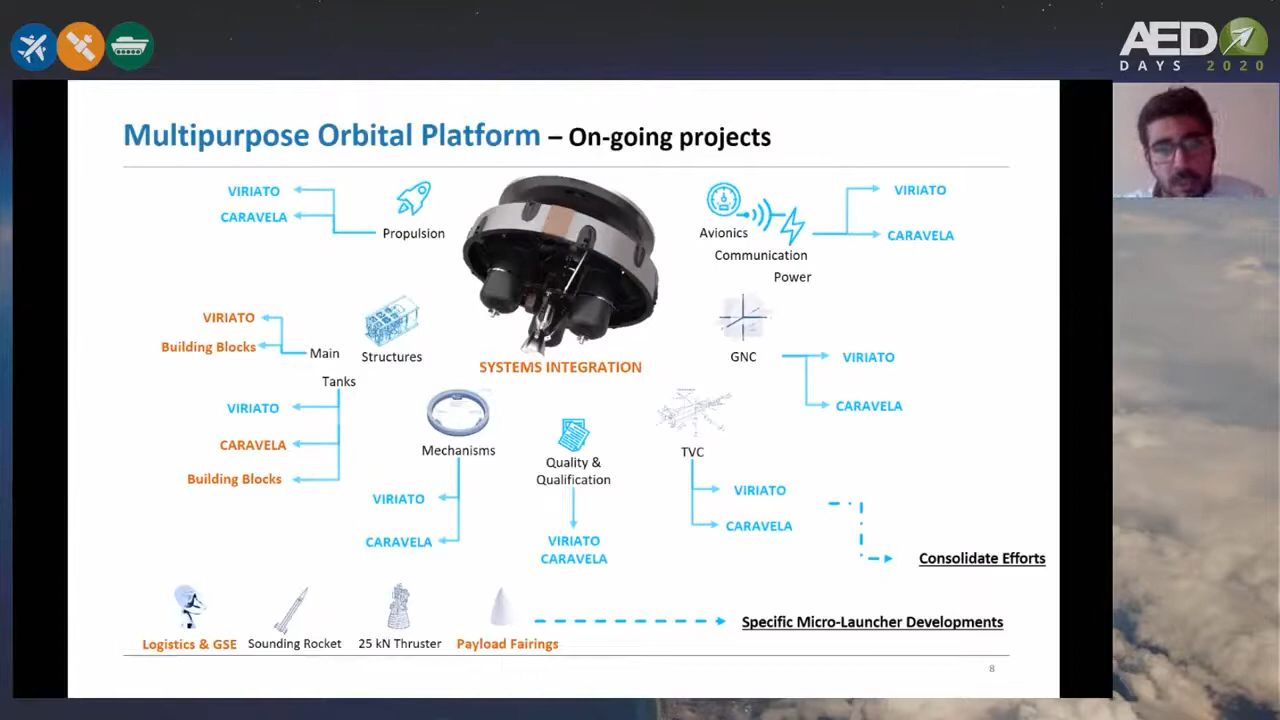 AED
DAYS 2020
Multipurpose Orbital Platform – On-going projects
VIRIATO
CARAVELA
Propulsion
Avionics
Communication
Power
VIRIATO
CARAVELA
VIRIATO
Building Blocks
Main
Structures
Tanks
VIRIATO
CARAVELA
Building Blocks
SYSTEMS INTEGRATION
GNC
VIRIATO
CARAVELA
Mechanisms
VIRIATO
CARAVELA
Quality &
Qualification
VIRIATO
CARAVELA
TVC
VIRIATO
CARAVELA
Consolidate Efforts
Logistics & GSE
Sounding Rocket
25 kN Thruster
Payload Fairings
Specific Micro-Launcher Developments
8